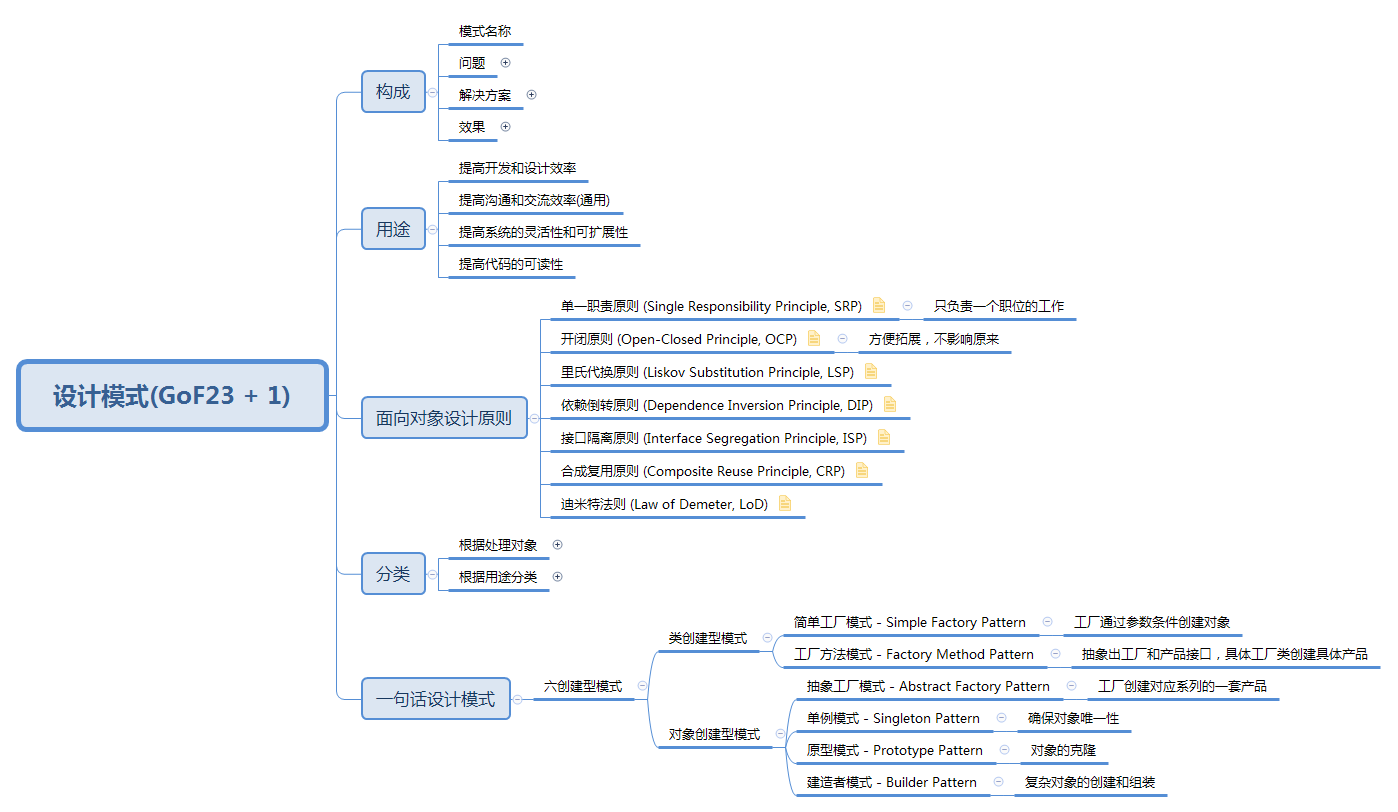 设计模式(GoF23 + 1)
构成
模式名称
问题
解决方案
效果
用途
提高开发和设计效率
提高沟通和交流效率(通用)
提高系统的灵活性和可扩展性
提高代码的可读性
面向对象设计原则
单一职责原则 (Single Responsibility Principle, SRP)
只负责一个职位的工作
开闭原则 (Open-Closed Principle, OCP)
方便拓展，不影响原来
里氏代换原则 (Liskov Substitution Principle, LSP)
依赖倒转原则 (Dependence Inversion Principle, DIP)
接口隔离原则 (Interface Segregation Principle, ISP)
合成复用原则 (Composite Reuse Principle, CRP)
迪米特法则 (Law of Demeter, LoD)
分类
根据处理对象
根据用途分类
一句话设计模式
六创建型模式
类创建型模式
简单工厂模式 - Simple Factory Pattern
工厂通过参数条件创建对象
工厂方法模式 - Factory Method Pattern
抽象出工厂和产品接口，具体工厂类创建具体产品
对象创建型模式
抽象工厂模式 - Abstract Factory Pattern
工厂创建对应系列的一套产品
单例模式 - Singleton Pattern
确保对象唯一性
原型模式 - Prototype Pattern
对象的克隆
建造者模式 - Builder Pattern
复杂对象的创建和组装